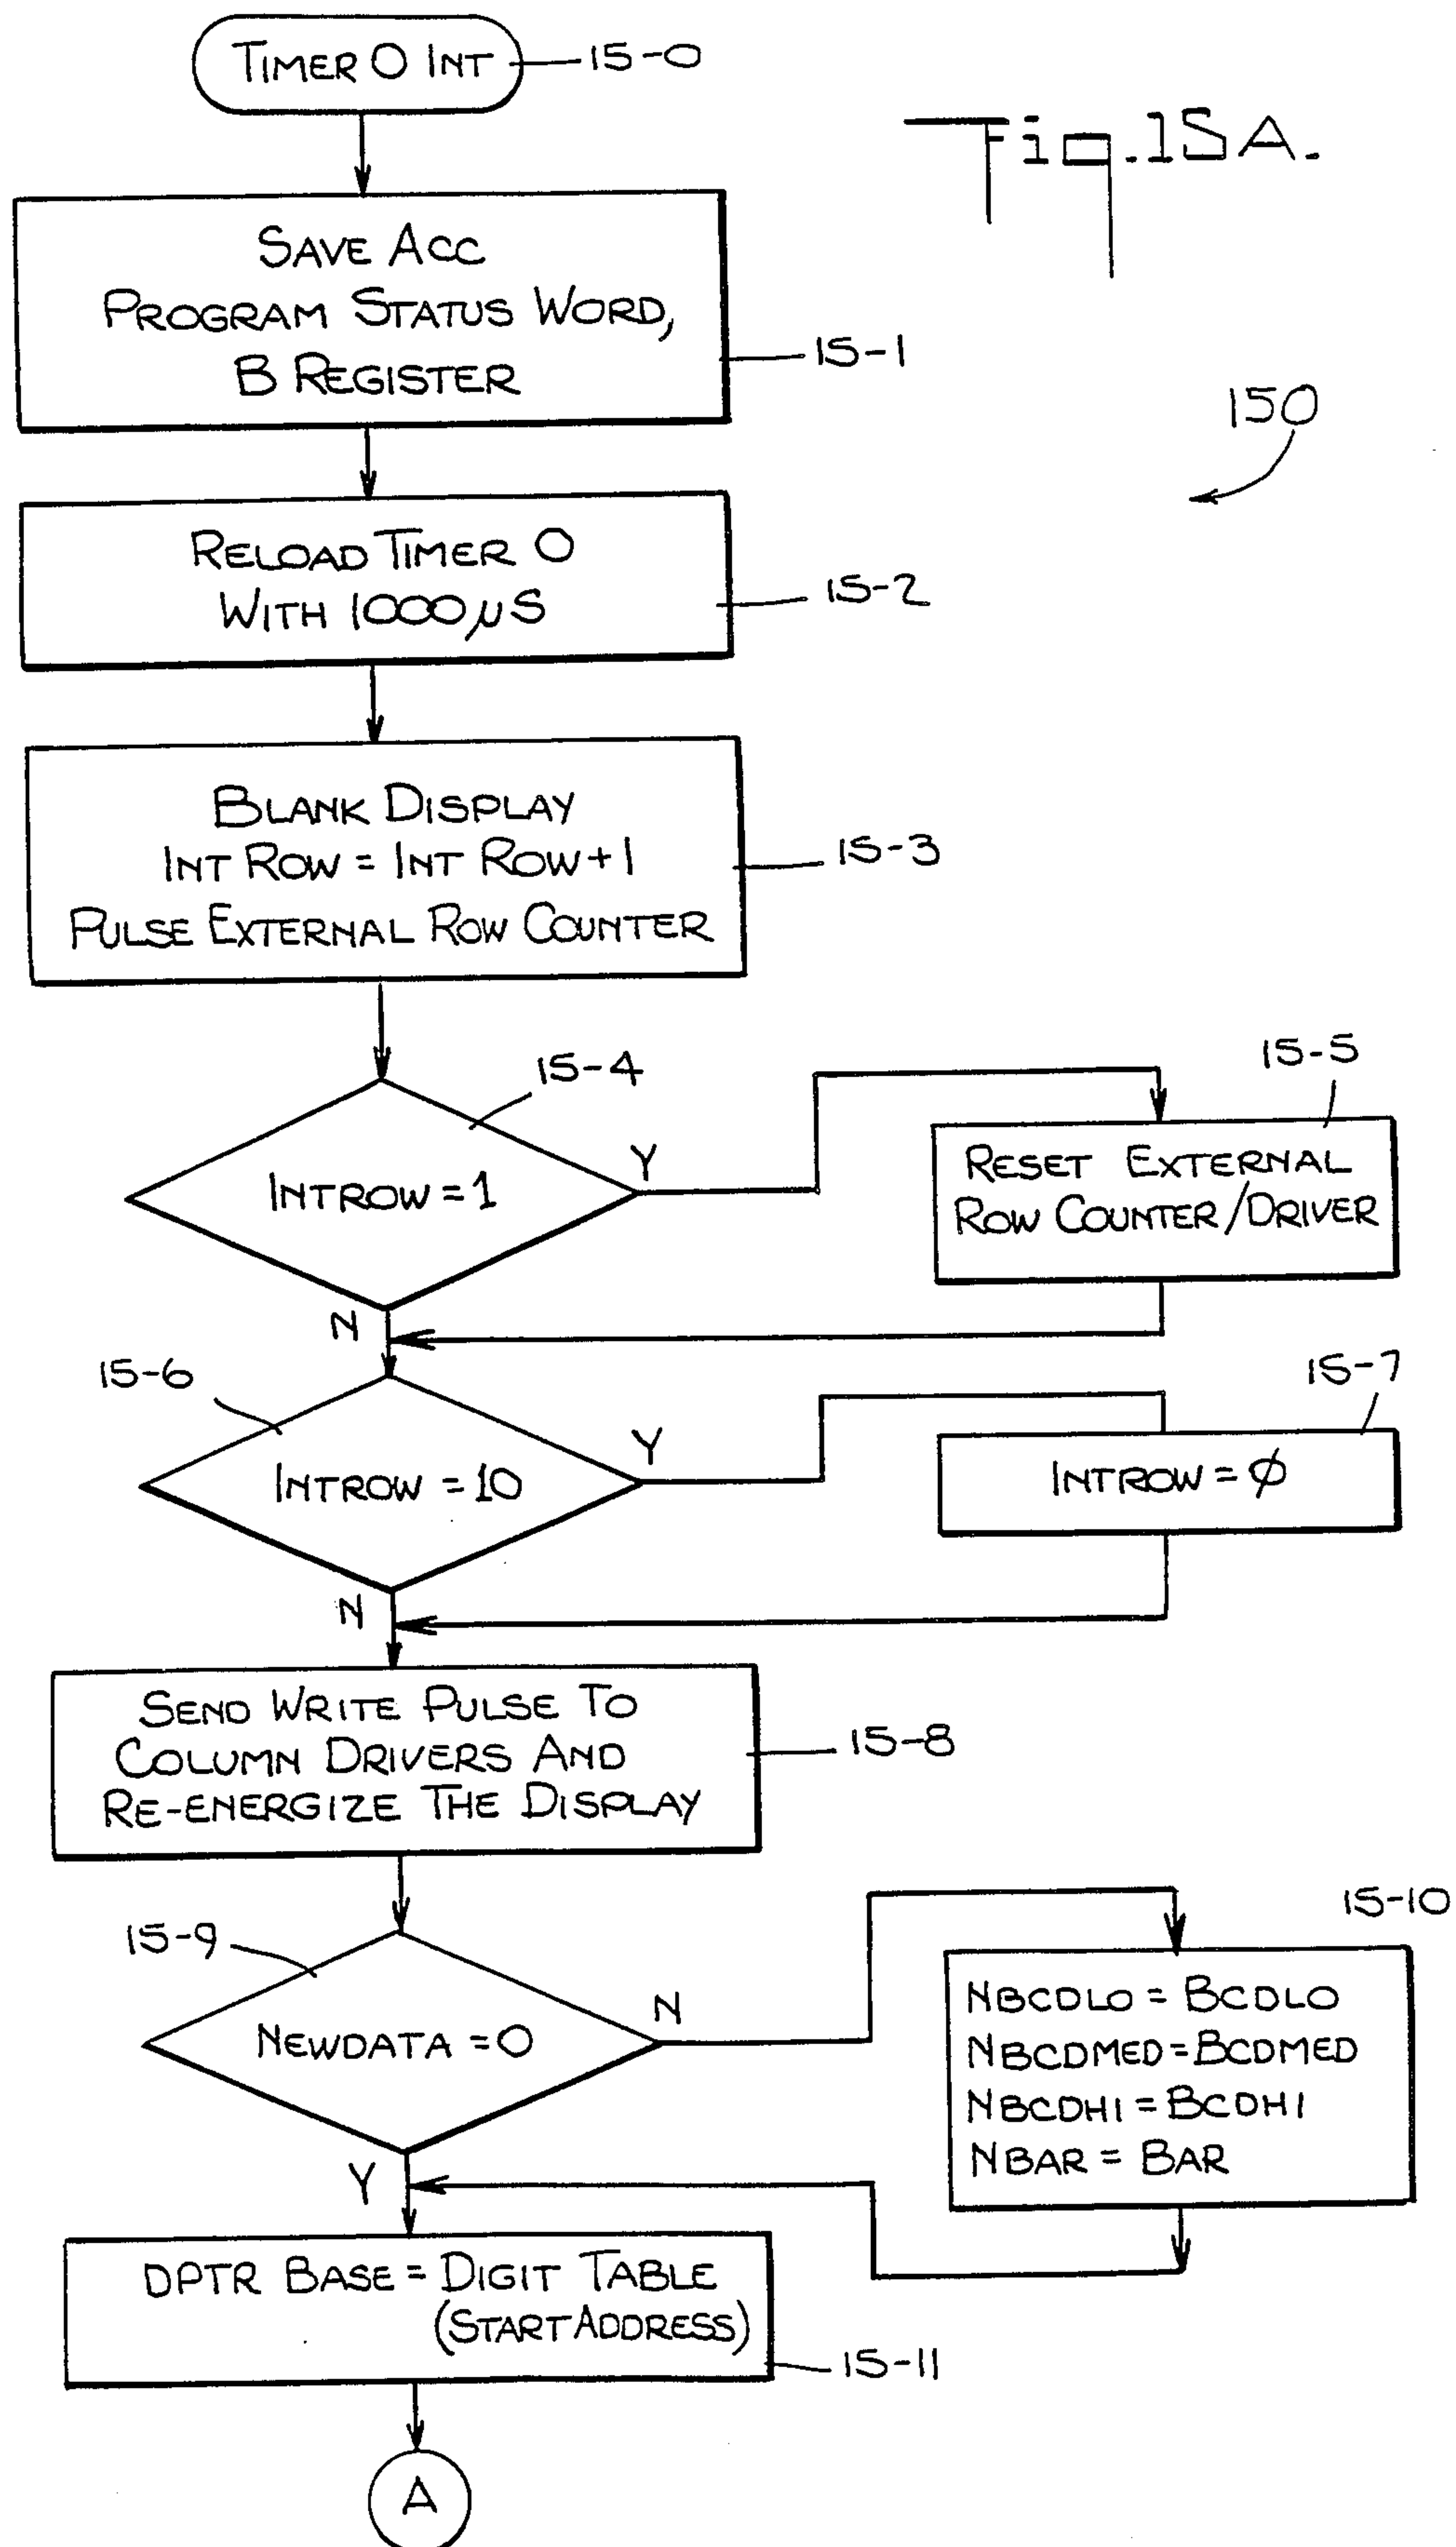 TIMER 0 INT
15-0
Fig.15A.
SAVE ACC
PROGRAM STATUS WORD,
B REGISTER
15-1
150
RELOAD TIMER 0
WITH 1000μS
15-2
BLANK DISPLAY
INT ROW = INT ROW+1
PULSE EXTERNAL ROW COUNTER
15-3
15-4
INTROW = 1
Y
N
15-5
RESET EXTERNAL
ROW COUNTER/DRIVER
15-6
INTROW = 10
Y
N
15-7
INTROW = Ø
SEND WRITE PULSE TO
COLUMN DRIVERS AND
RE-ENERGIZE THE DISPLAY
15-8
15-9
NEWDATA = 0
N
Y
15-10
NBCDLO = BCDLO
NBCDMED = BCDMED
NBCDHI = BCDHI
NBAR = BAR
DPTR BASE = DIGIT TABLE
(START ADDRESS)
15-11
A